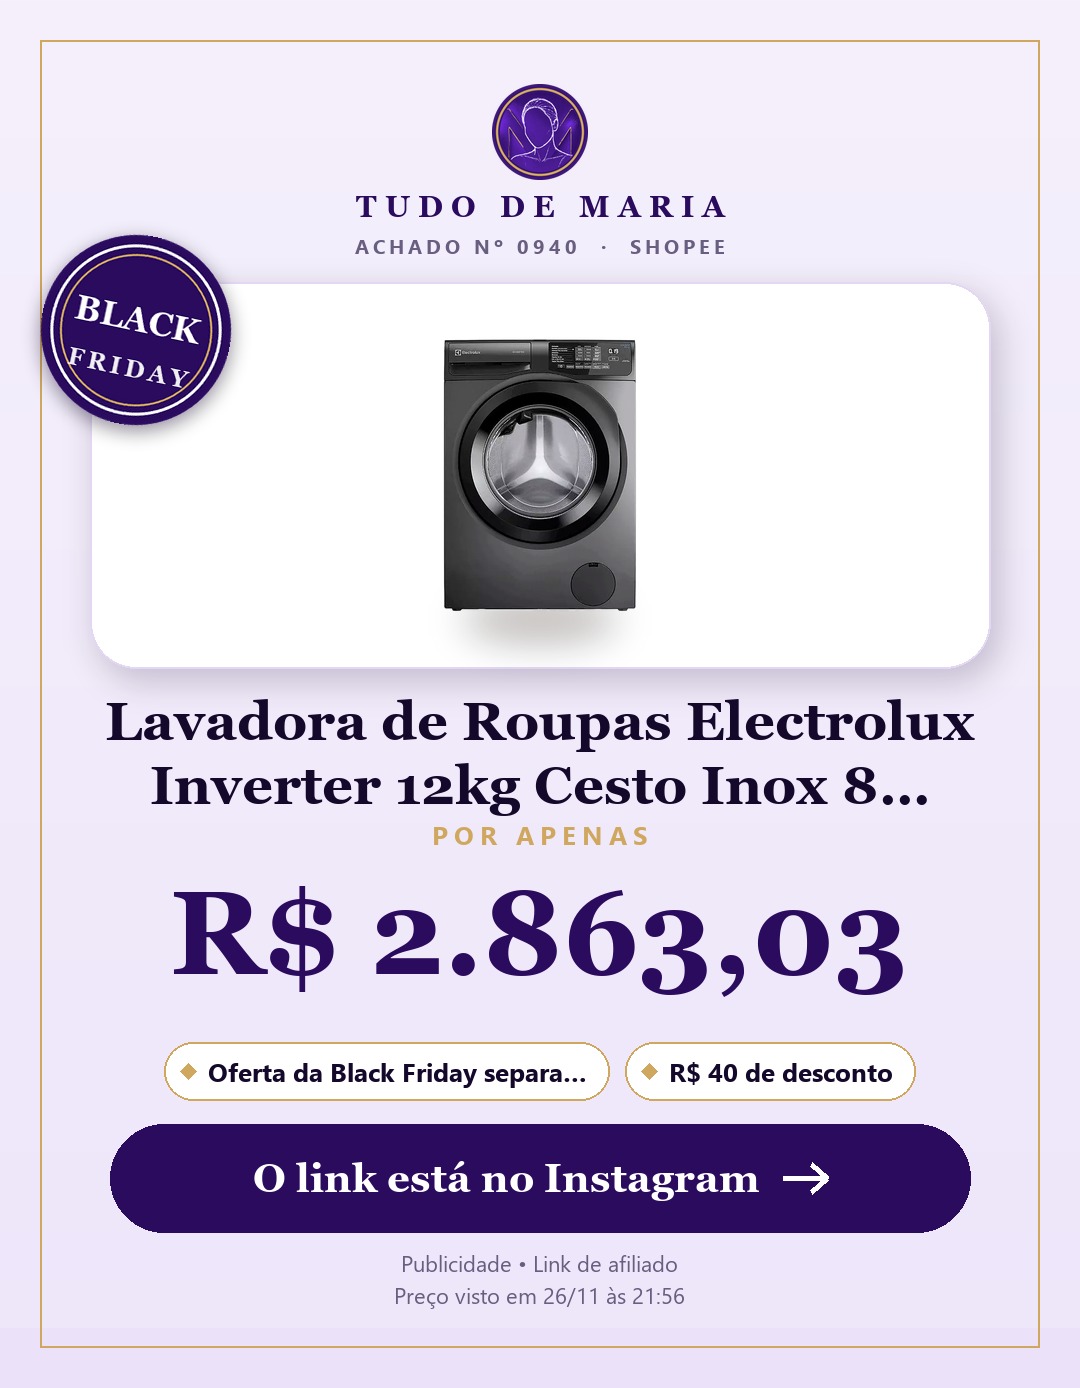 TUDO DE MARIA
ACHADO Nº 0940 · SHOPEE
BLACK
FRIDAY
Electrolux
Lavadora de Roupas Electrolux
Inverter 12kg Cesto Inox 8...
POR APENAS
R$ 2.863,03
Oferta da Black Friday separa...
R$ 40 de desconto
O link está no Instagram →
Publicidade • Link de afiliado
Preço visto em 26/11 às 21:56